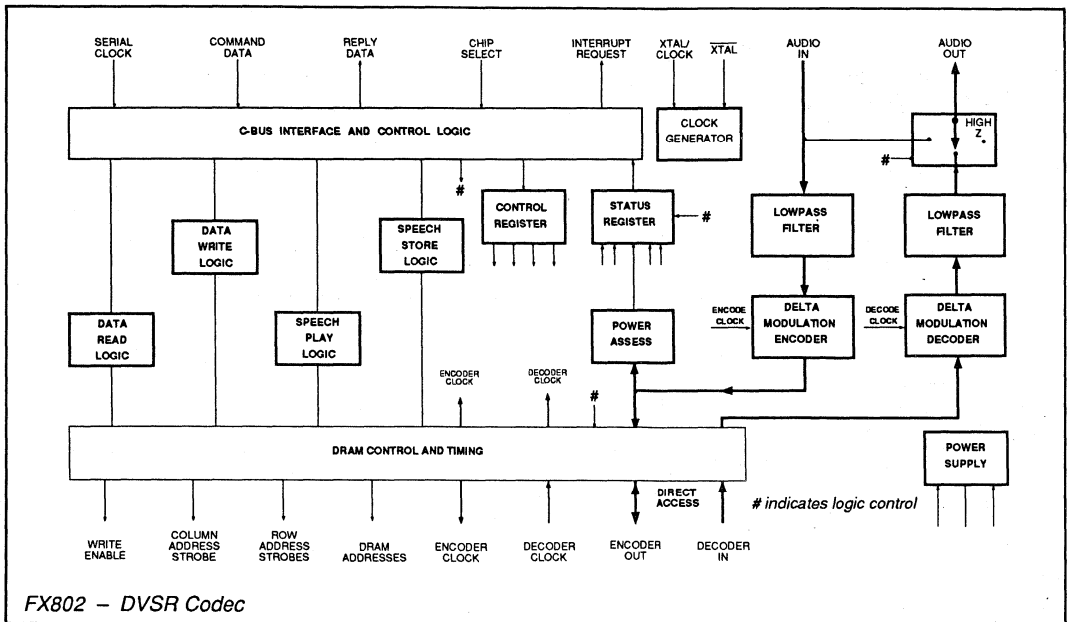 SERIAL
CLOCK
COMMAND
DATA
REPLY
DATA
CHIP
SELECT
INTERRUPT
REQUEST
XTAL/
CLOCK
XTAL
AUDIO
IN
AUDIO
OUT
C-BUS INTERFACE AND CONTROL LOGIC
CLOCK
GENERATOR
HIGH
Z
#
#
CONTROL
REGISTER
STATUS
REGISTER
#
LOWPASS
FILTER
LOWPASS
FILTER
DATA
WRITE
LOGIC
SPEECH
STORE
LOGIC
DATA
READ
LOGIC
SPEECH
PLAY
LOGIC
POWER
ASSESS
ENCODE
CLOCK
DELTA
MODULATION
ENCODER
DECODE
CLOCK
DELTA
MODULATION
DECODER
ENCODER
CLOCK
DECODER
CLOCK
#
DRAM CONTROL AND TIMING
POWER
SUPPLY
DIRECT
ACCESS
# indicates logic control
WRITE
ENABLE
COLUMN
ADDRESS
STROBE
ROW
ADDRESS
STROBES
DRAM
ADDRESSES
ENCODER
CLOCK
DECODER
CLOCK
ENCODER
OUT
DECODER
IN
FX802 – DVSR Codec